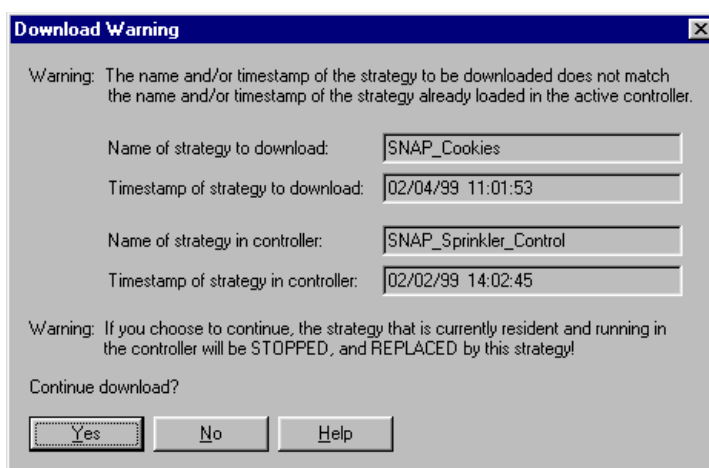 Download Warning
Warning: The name and/or timestamp of the strategy to be downloaded does not match
the name and/or timestamp of the strategy already loaded in the active controller.
Name of strategy to download: SNAP_Cookies
Timestamp of strategy to download: 02/04/99 11:01:53
Name of strategy in controller: SNAP_Sprinkler_Control
Timestamp of strategy in controller: 02/02/99 14:02:45
Warning: If you choose to continue, the strategy that is currently resident and running in
the controller will be STOPPED, and REPLACED by this strategy!
Continue download?
Yes No Help